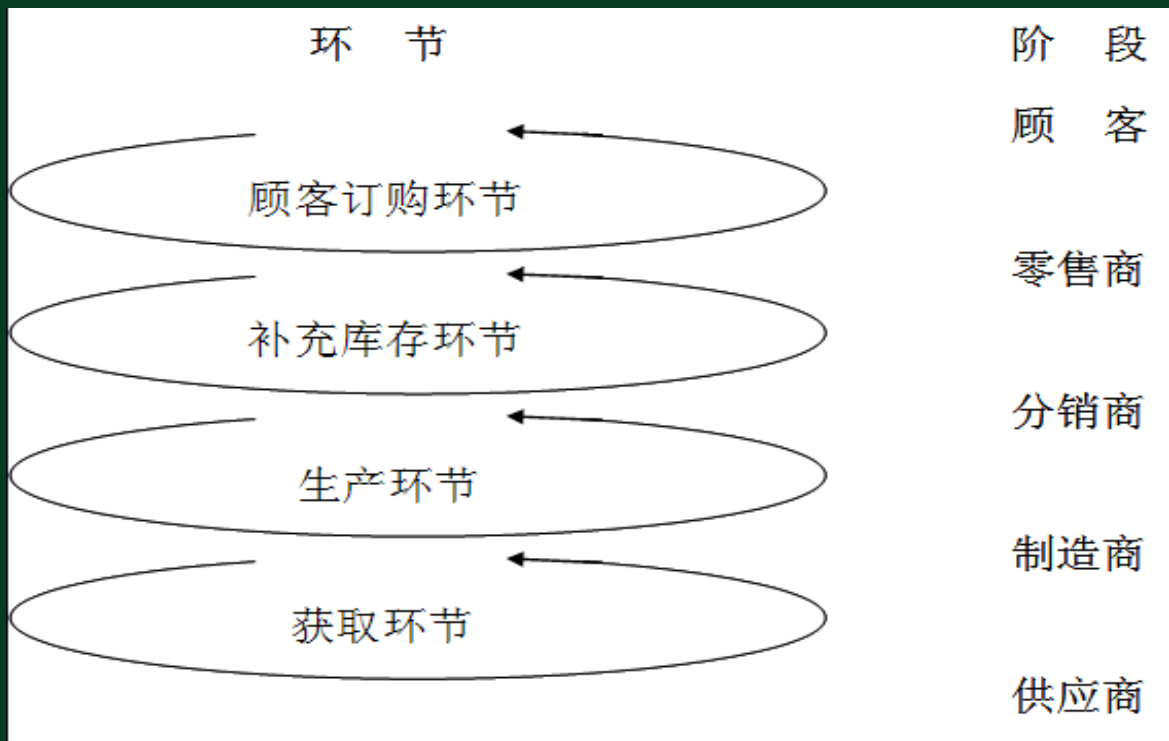 环 节 阶 段
顾 客
顾客订购环节
零售商
补充库存环节
分销商
生产环节
制造商
获取环节
供应商